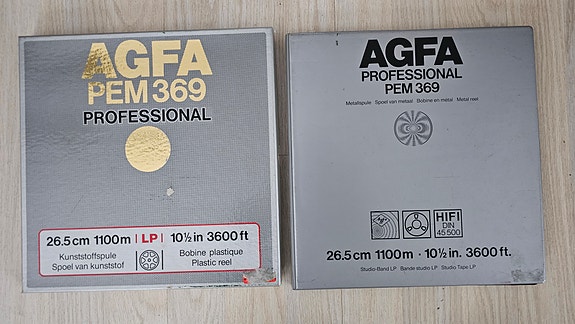 AGFA
PEM 369
PROFESSIONAL
26.5 cm 1100 m | LP | 10½ in 3600 ft
Kunststoffspule
Spoel van kunststof
Bobine plastique
Plastic reel
AGFA
PROFESSIONAL
PEM 369
Metallspule · Spoel van metaal · Bobine en métal · Metal reel
HIFI
DIN
45 500
26.5 cm 1100 m · 10½ in. 3600 ft.
Studio-Band LP · Bande studio LP · Studio Tape LP